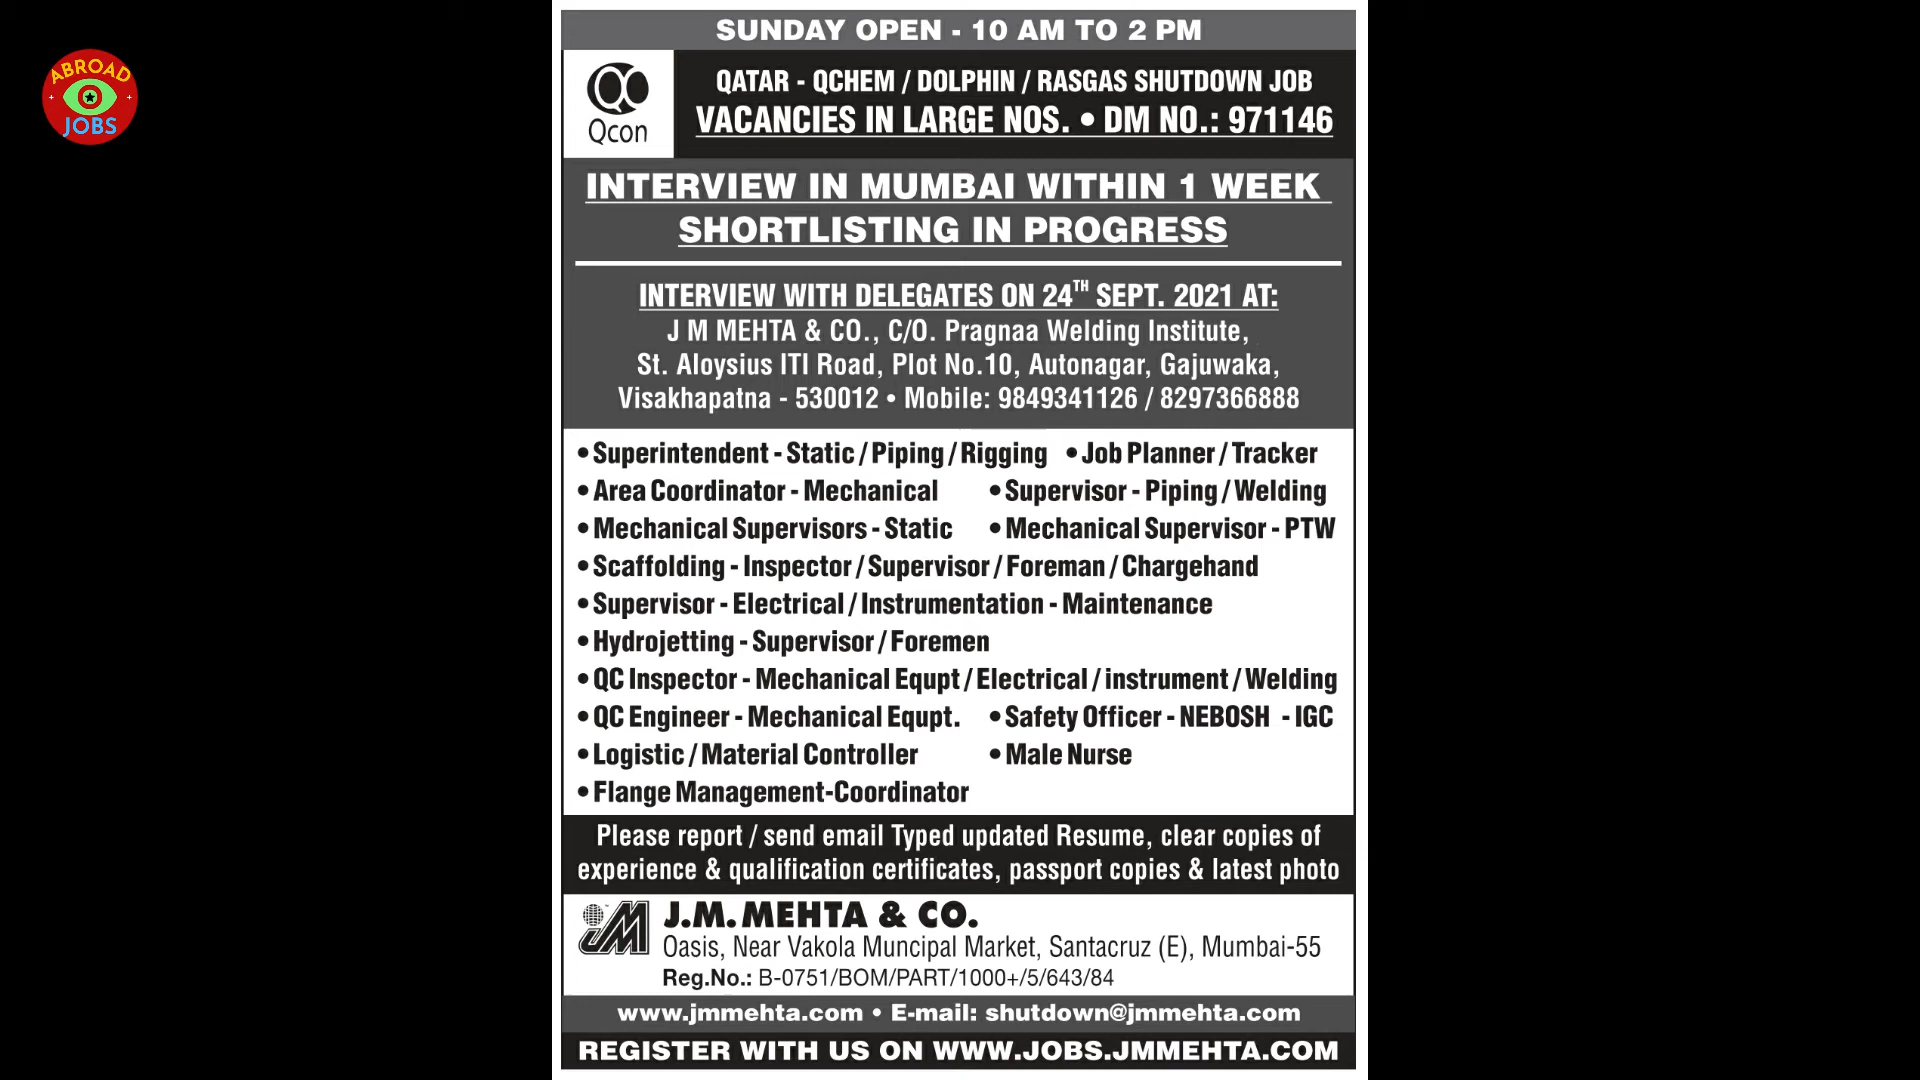 ABROAD
JOBS
SUNDAY OPEN - 10 AM TO 2 PM
Qcon
QATAR - QCHEM / DOLPHIN / RASGAS SHUTDOWN JOB
VACANCIES IN LARGE NOS. • DM NO.: 971146
INTERVIEW IN MUMBAI WITHIN 1 WEEK
SHORTLISTING IN PROGRESS
INTERVIEW WITH DELEGATES ON 24TH SEPT. 2021 AT:
J M MEHTA & CO., C/O. Pragnaa Welding Institute,
St. Aloysius ITI Road, Plot No.10, Autonagar, Gajuwaka,
Visakhapatna - 530012 • Mobile: 9849341126 / 8297366888
• Superintendent - Static / Piping / Rigging • Job Planner / Tracker
• Area Coordinator - Mechanical • Supervisor - Piping / Welding
• Mechanical Supervisors - Static • Mechanical Supervisor - PTW
• Scaffolding - Inspector / Supervisor / Foreman / Chargehand
• Supervisor - Electrical / Instrumentation - Maintenance
• Hydrojetting - Supervisor / Foremen
• QC Inspector - Mechanical Equpt / Electrical / instrument / Welding
• QC Engineer - Mechanical Equpt. • Safety Officer - NEBOSH - IGC
• Logistic / Material Controller • Male Nurse
• Flange Management-Coordinator
Please report / send email Typed updated Resume, clear copies of
experience & qualification certificates, passport copies & latest photo
JM J.M. MEHTA & CO.
Oasis, Near Vakola Muncipal Market, Santacruz (E), Mumbai-55
Reg.No.: B-0751/BOM/PART/1000+/5/643/84
www.jmmehta.com • E-mail: shutdown@jmmehta.com
REGISTER WITH US ON WWW.JOBS.JMMEHTA.COM